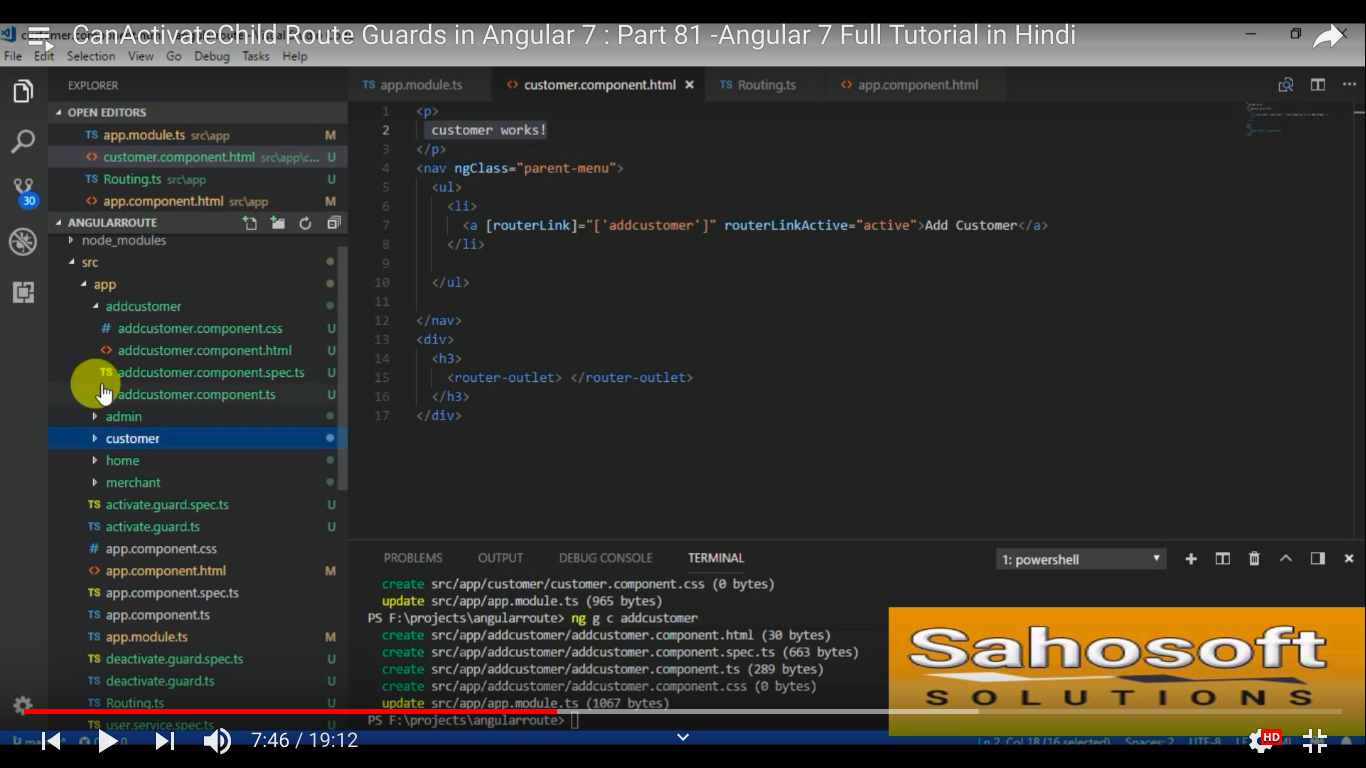 CanActivateChild Route Guards in Angular 7 : Part 81 -Angular 7 Full Tutorial in Hindi
File Edit Selection View Go Debug Tasks Help
EXPLORER
OPEN EDITORS
TS app.module.ts src\app M
<> customer.component.html src\app\c... U
TS Routing.ts src\app U
<> app.component.html src\app M
30
ANGULARROUTE
node_modules
src
app
addcustomer
# addcustomer.component.css U
<> addcustomer.component.html U
TS addcustomer.component.spec.ts U
addcustomer.component.ts U
admin
customer
home
merchant
TS activate.guard.spec.ts U
TS activate.guard.ts U
# app.component.css
<> app.component.html M
TS app.component.spec.ts
TS app.component.ts
TS app.module.ts M
TS deactivate.guard.spec.ts U
TS deactivate.guard.ts U
TS Routing.ts U
TS user.service.spec.ts U
TS app.module.ts <> customer.component.html × TS Routing.ts <> app.component.html
1 <p>
2 customer works!
3 </p>
4 <nav ngClass="parent-menu">
5 <ul>
6 <li>
7 <a [routerLink]="['addcustomer']" routerLinkActive="active">Add Customer</a>
8 </li>
9
10 </ul>
11
12 </nav>
13 <div>
14 <h3>
15 <router-outlet> </router-outlet>
16 </h3>
17 </div>
PROBLEMS OUTPUT DEBUG CONSOLE TERMINAL 1: powershell
create src/app/customer/customer.component.css (0 bytes)
update src/app/app.module.ts (965 bytes)
PS F:\projects\angularroute> ng g c addcustomer
create src/app/addcustomer/addcustomer.component.html (30 bytes)
create src/app/addcustomer/addcustomer.component.spec.ts (663 bytes)
create src/app/addcustomer/addcustomer.component.ts (289 bytes)
create src/app/addcustomer/addcustomer.component.css (0 bytes)
update src/app/app.module.ts (1067 bytes)
PS F:\projects\angularroute>
Sahosoft
SOLUTIONS
7:46 / 19:12
HD
Ln 2, Col 18 (16 selected) Spaces: 2 UTF-8